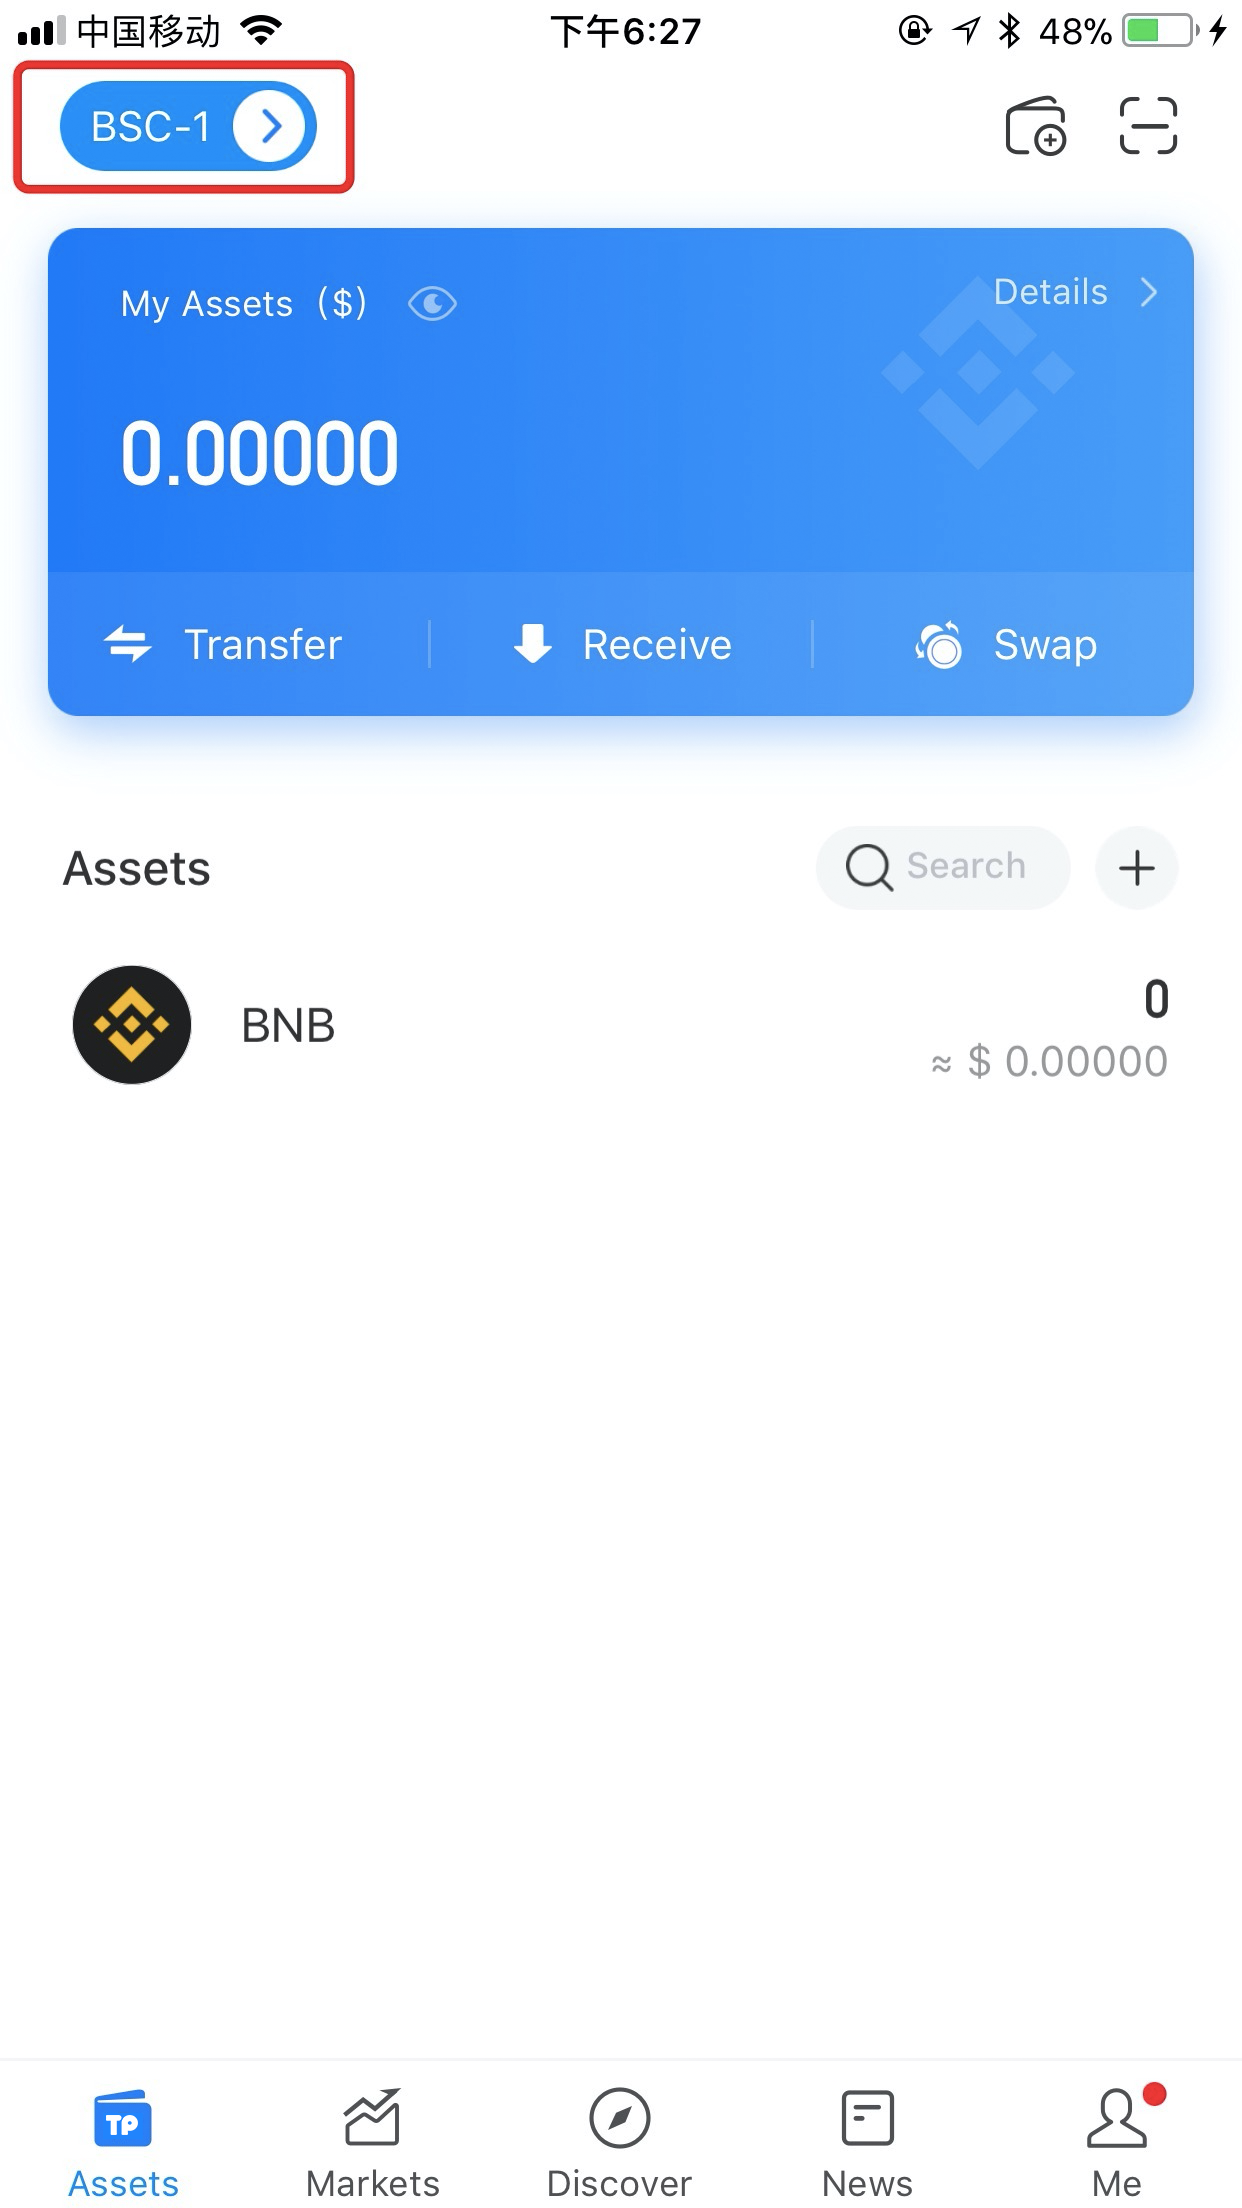 中国移动 下午6:27 48%
BSC-1
My Assets ($) Details
0.00000
Transfer Receive Swap
Assets Search
BNB 0
≈ $ 0.00000
TP
Assets Markets Discover News Me